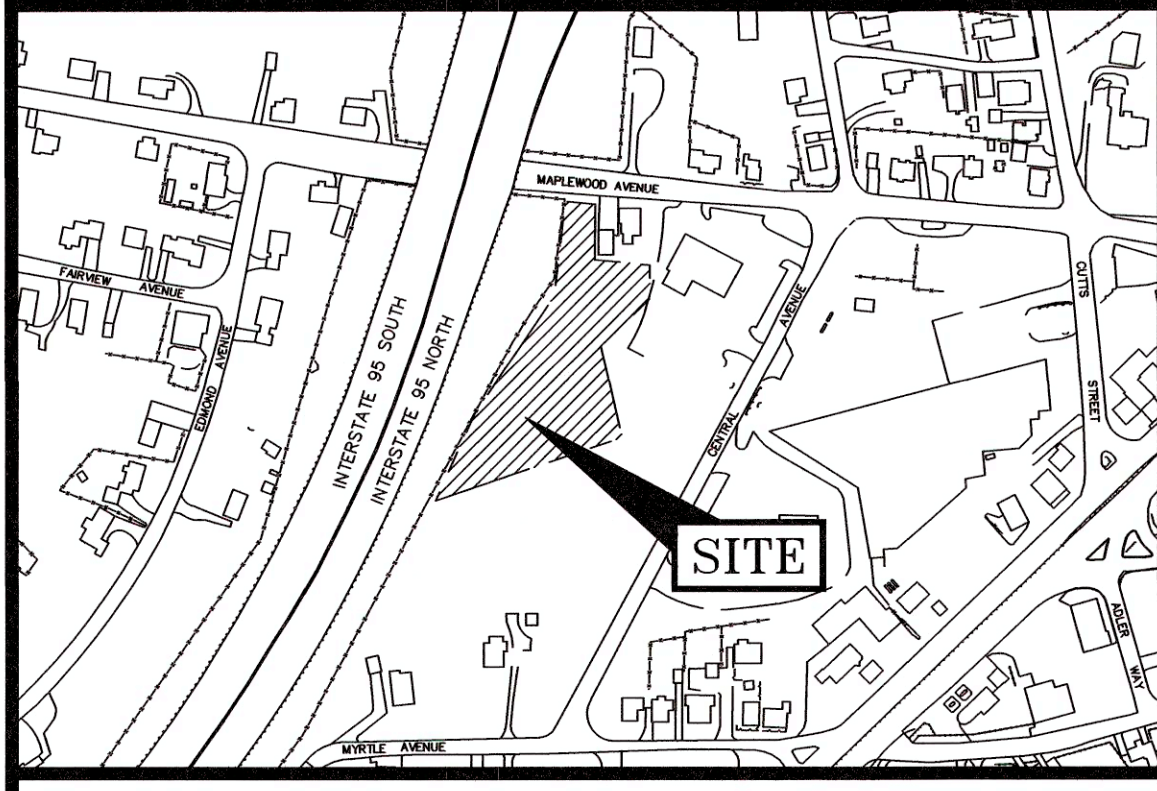 MAPLEWOOD AVENUE
FAIRVIEW AVENUE
EDMOND AVENUE
INTERSTATE 95 SOUTH
INTERSTATE 95 NORTH
CENTRAL AVENUE
CUTTS STREET
SITE
ADLER WAY
MYRTLE AVENUE